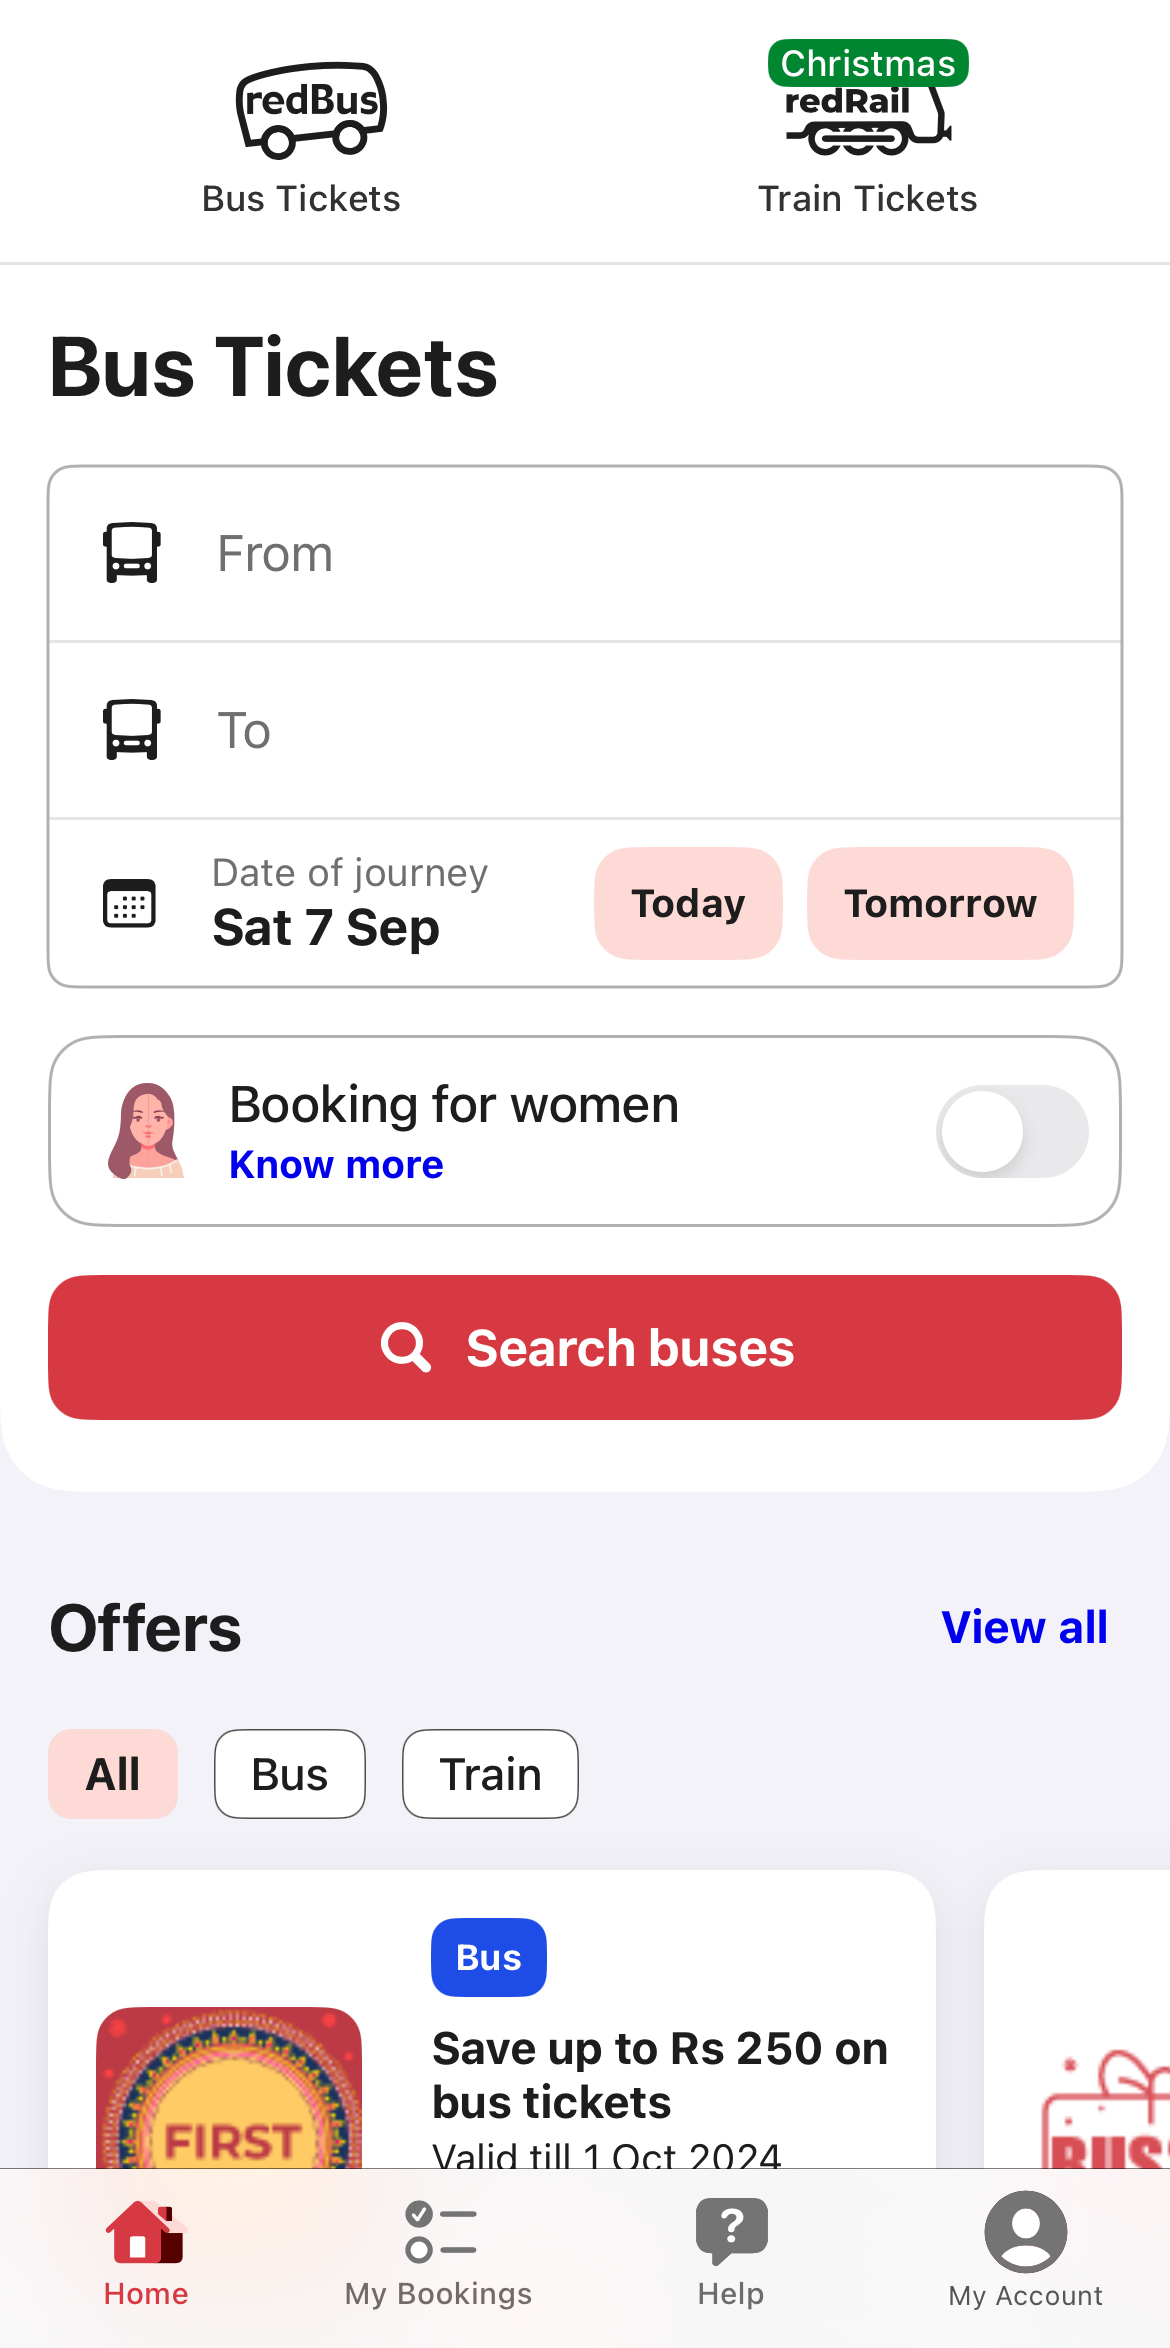 redBus
Christmas
redRail
Bus Tickets
Train Tickets
Bus Tickets
From
To
Date of journey
Sat 7 Sep
Today
Tomorrow
Booking for women
Know more
Search buses
Offers
View all
All
Bus
Train
Bus
Save up to Rs 250 on
bus tickets
Valid till 1 Oct 2024
FIRST
BUS
Home
My Bookings
Help
My Account